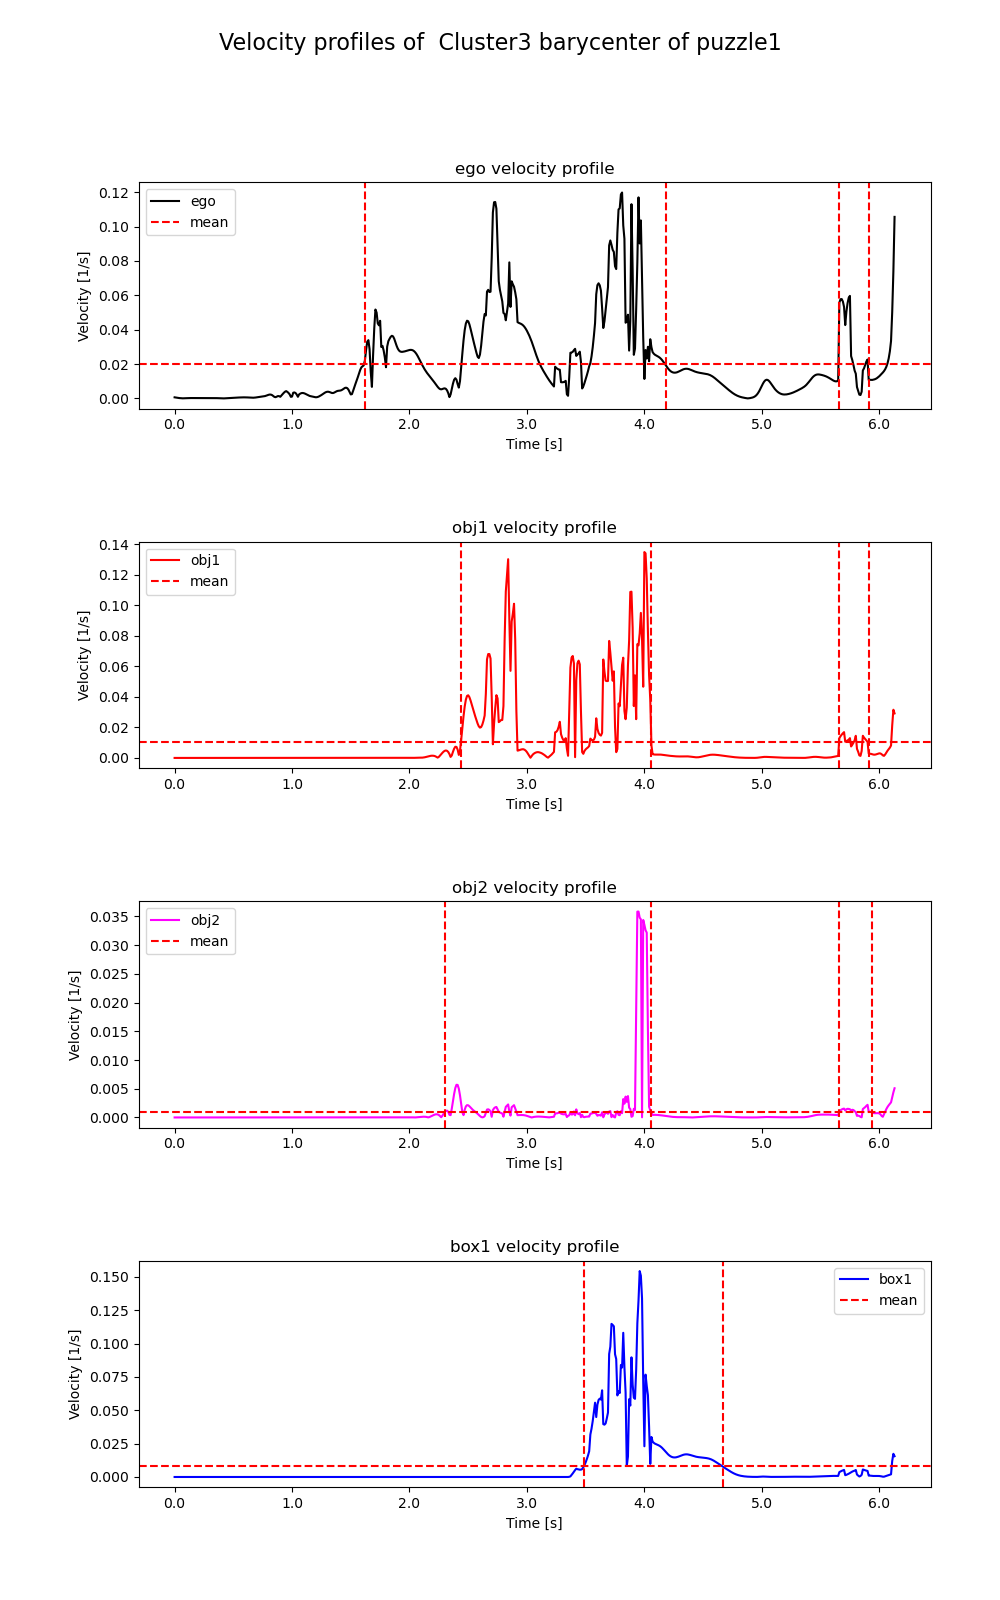 Velocity profiles of  Cluster3 barycenter of puzzle1
ego velocity profile
ego
mean
Velocity [1/s]
0.12
0.10
0.08
0.06
0.04
0.02
0.00
0.0 1.0 2.0 3.0 4.0 5.0 6.0
Time [s]
obj1 velocity profile
obj1
mean
Velocity [1/s]
0.14
0.12
0.10
0.08
0.06
0.04
0.02
0.00
0.0 1.0 2.0 3.0 4.0 5.0 6.0
Time [s]
obj2 velocity profile
obj2
mean
Velocity [1/s]
0.035
0.030
0.025
0.020
0.015
0.010
0.005
0.000
0.0 1.0 2.0 3.0 4.0 5.0 6.0
Time [s]
box1 velocity profile
box1
mean
Velocity [1/s]
0.150
0.125
0.100
0.075
0.050
0.025
0.000
0.0 1.0 2.0 3.0 4.0 5.0 6.0
Time [s]